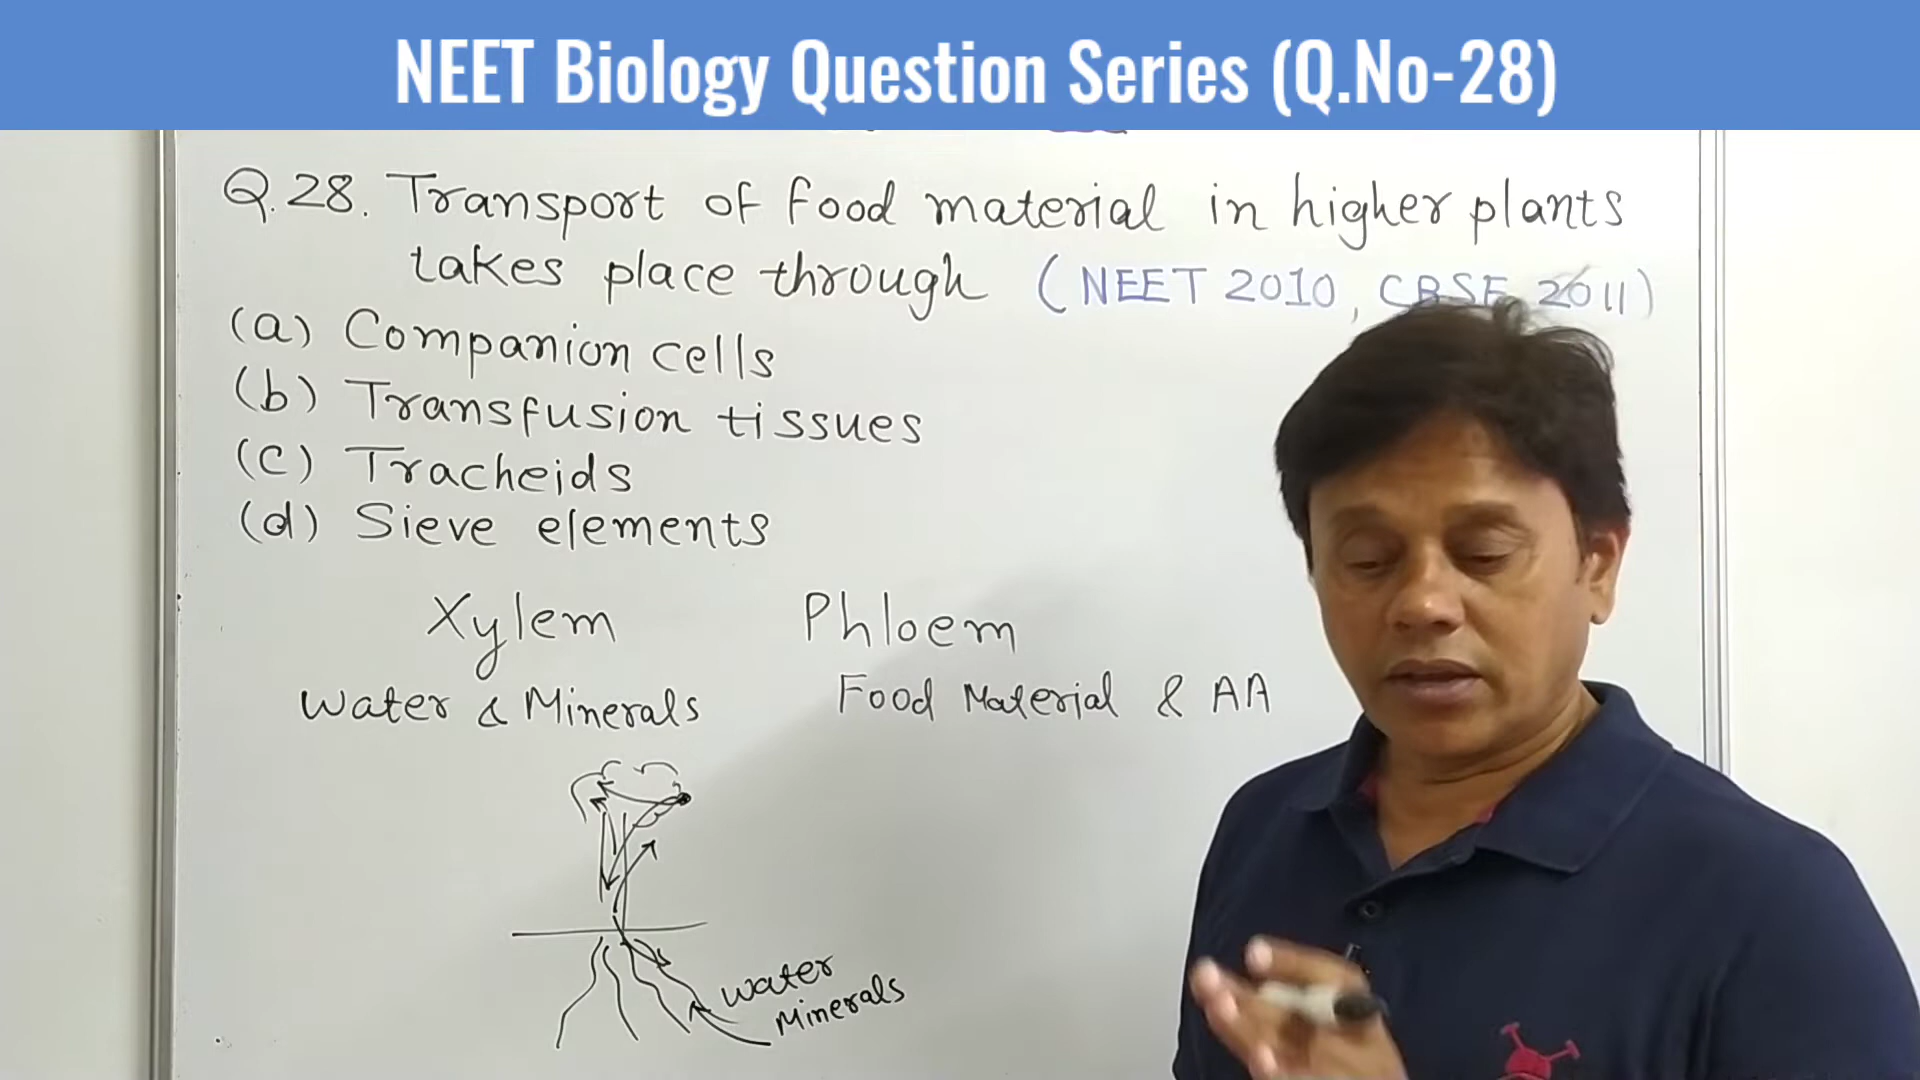 NEET Biology Question Series (Q.No-28)
Q.28. Transport of food material in higher plants
takes place through (NEET 2010, CBSE 2011)
(a) Companion cells
(b) Transfusion tissues
(c) Tracheids
(d) Sieve elements
Xylem Phloem
Water & Minerals Food Material & AA
Water
Minerals